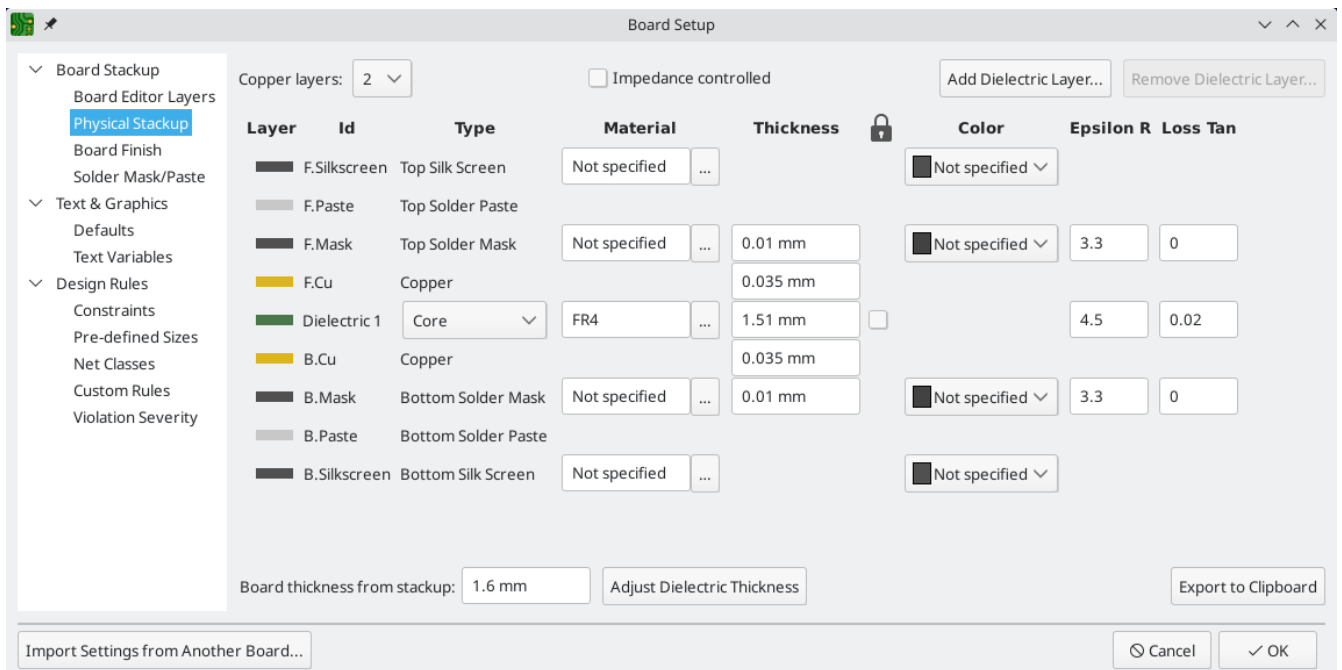 Board Setup
Board Stackup
Board Editor Layers
Physical Stackup
Board Finish
Solder Mask/Paste
Text & Graphics
Defaults
Text Variables
Design Rules
Constraints
Pre-defined Sizes
Net Classes
Custom Rules
Violation Severity
Copper layers: 2 Impedance controlled Add Dielectric Layer... Remove Dielectric Layer...
Layer Id Type Material Thickness Color Epsilon R Loss Tan
F.Silkscreen Top Silk Screen Not specified ... Not specified
F.Paste Top Solder Paste
F.Mask Top Solder Mask Not specified ... 0.01 mm Not specified 3.3 0
F.Cu Copper 0.035 mm
Dielectric 1 Core FR4 ... 1.51 mm 4.5 0.02
B.Cu Copper 0.035 mm
B.Mask Bottom Solder Mask Not specified ... 0.01 mm Not specified 3.3 0
B.Paste Bottom Solder Paste
B.Silkscreen Bottom Silk Screen Not specified ... Not specified
Board thickness from stackup: 1.6 mm Adjust Dielectric Thickness Export to Clipboard
Import Settings from Another Board... Cancel OK